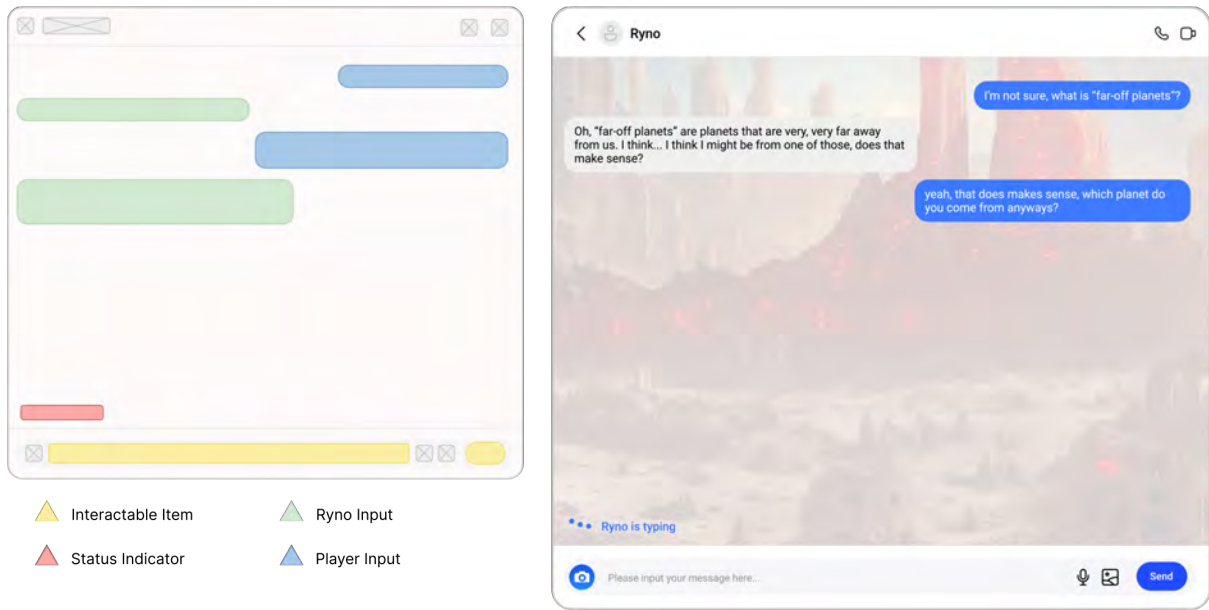 Interactable Item
Ryno Input
Status Indicator
Player Input
Ryno
I'm not sure, what is "far-off planets"?
Oh, "far-off planets" are planets that are very, very far away
from us. I think... I think I might be from one of those, does that
make sense?
yeah, that does makes sense, which planet do
you come from anyways?
Ryno is typing
Please input your message here...
Send